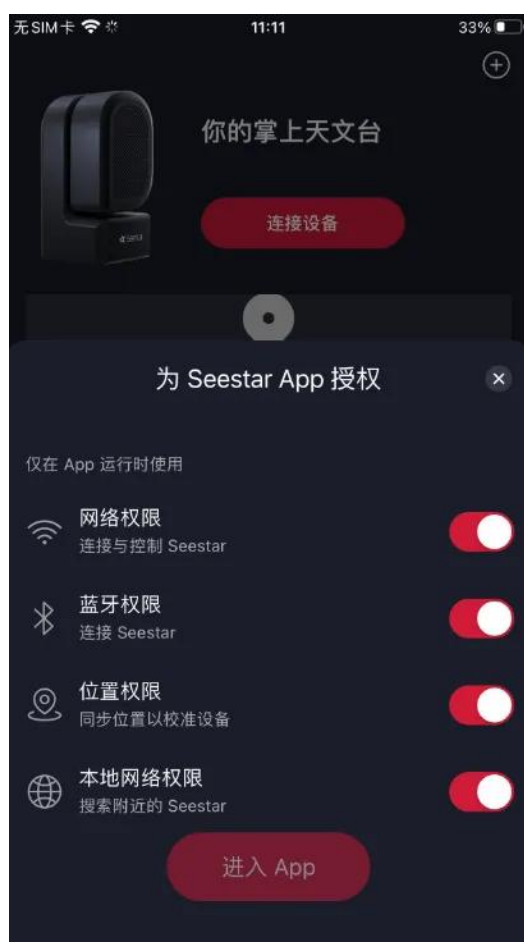 无SIM卡
11:11
33%
你的掌上天文台
连接设备
为 Seestar App 授权
仅在 App 运行时使用
网络权限
连接与控制 Seestar
蓝牙权限
连接 Seestar
位置权限
同步位置以校准设备
本地网络权限
搜索附近的 Seestar
进入 App